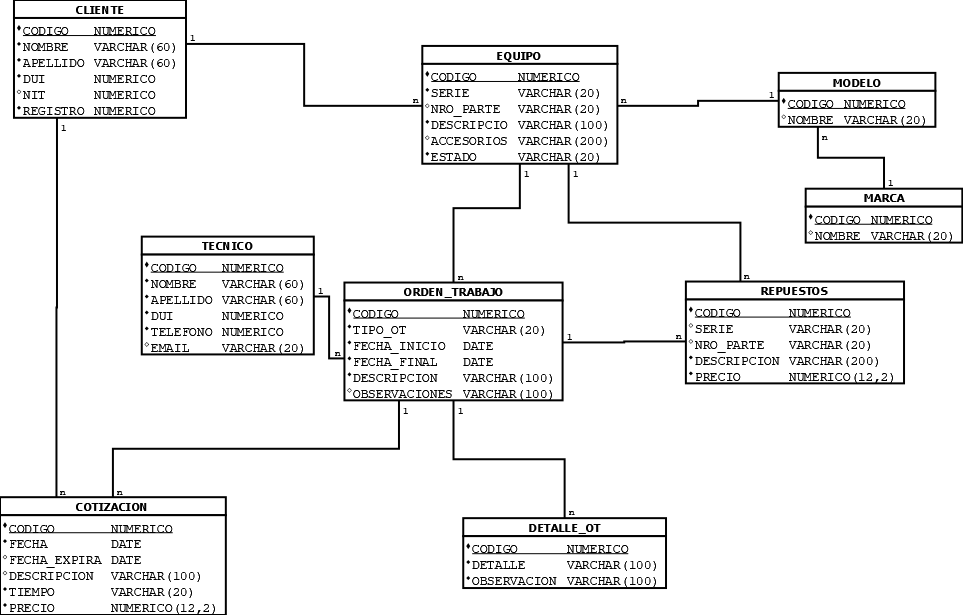 CLIENTE
CODIGO NUMERICO
NOMBRE VARCHAR(60)
APELLIDO VARCHAR(60)
DUI NUMERICO
NIT NUMERICO
REGISTRO NUMERICO
1
1
EQUIPO
CODIGO NUMERICO
SERIE VARCHAR(20)
NRO_PARTE VARCHAR(20)
DESCRIPCIO VARCHAR(100)
ACCESORIOS VARCHAR(200)
ESTADO VARCHAR(20)
n
n
1
1
MODELO
CODIGO NUMERICO
NOMBRE VARCHAR(20)
1
n
MARCA
CODIGO NUMERICO
NOMBRE VARCHAR(20)
1
TECNICO
CODIGO NUMERICO
NOMBRE VARCHAR(60)
APELLIDO VARCHAR(60)
DUI NUMERICO
TELEFONO NUMERICO
EMAIL VARCHAR(20)
1
n
ORDEN_TRABAJO
CODIGO NUMERICO
TIPO_OT VARCHAR(20)
FECHA_INICIO DATE
FECHA_FINAL DATE
DESCRIPCION VARCHAR(100)
OBSERVACIONES VARCHAR(100)
n
1
1
1
n
REPUESTOS
CODIGO NUMERICO
SERIE VARCHAR(20)
NRO_PARTE VARCHAR(20)
DESCRIPCION VARCHAR(200)
PRECIO NUMERICO(12,2)
n
n
n
COTIZACION
CODIGO NUMERICO
FECHA DATE
FECHA_EXPIRA DATE
DESCRIPCION VARCHAR(100)
TIEMPO VARCHAR(20)
PRECIO NUMERICO(12,2)
n
DETALLE_OT
CODIGO NUMERICO
DETALLE VARCHAR(100)
OBSERVACION VARCHAR(100)